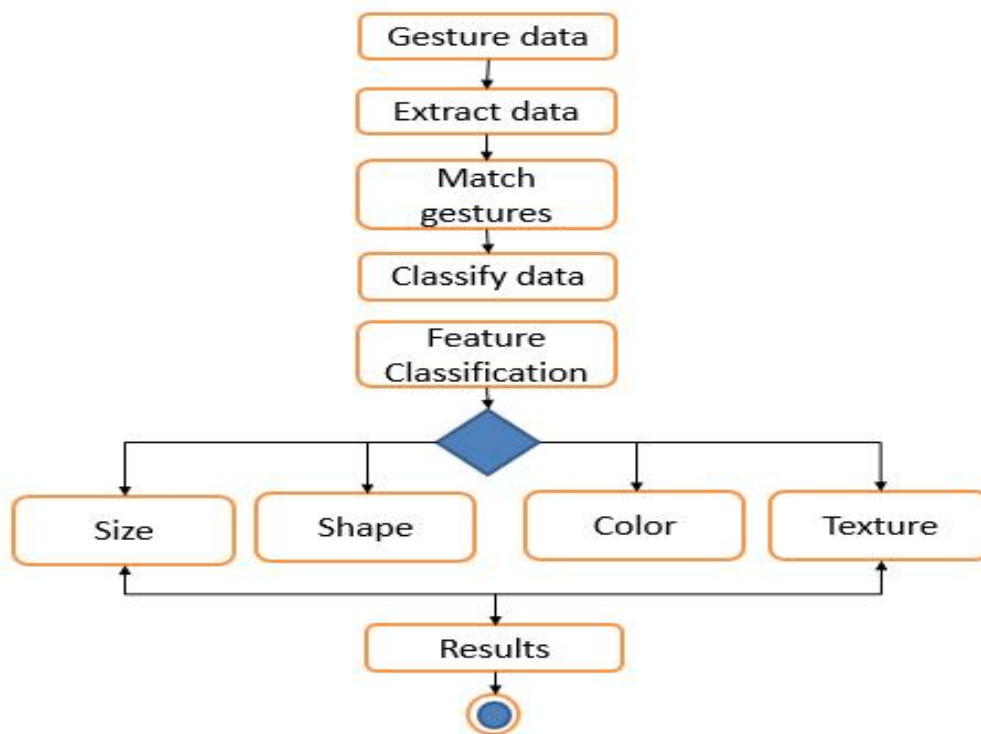 Gesture data
Extract data
Match
gestures
Classify data
Feature
Classification
Size
Shape
Color
Texture
Results